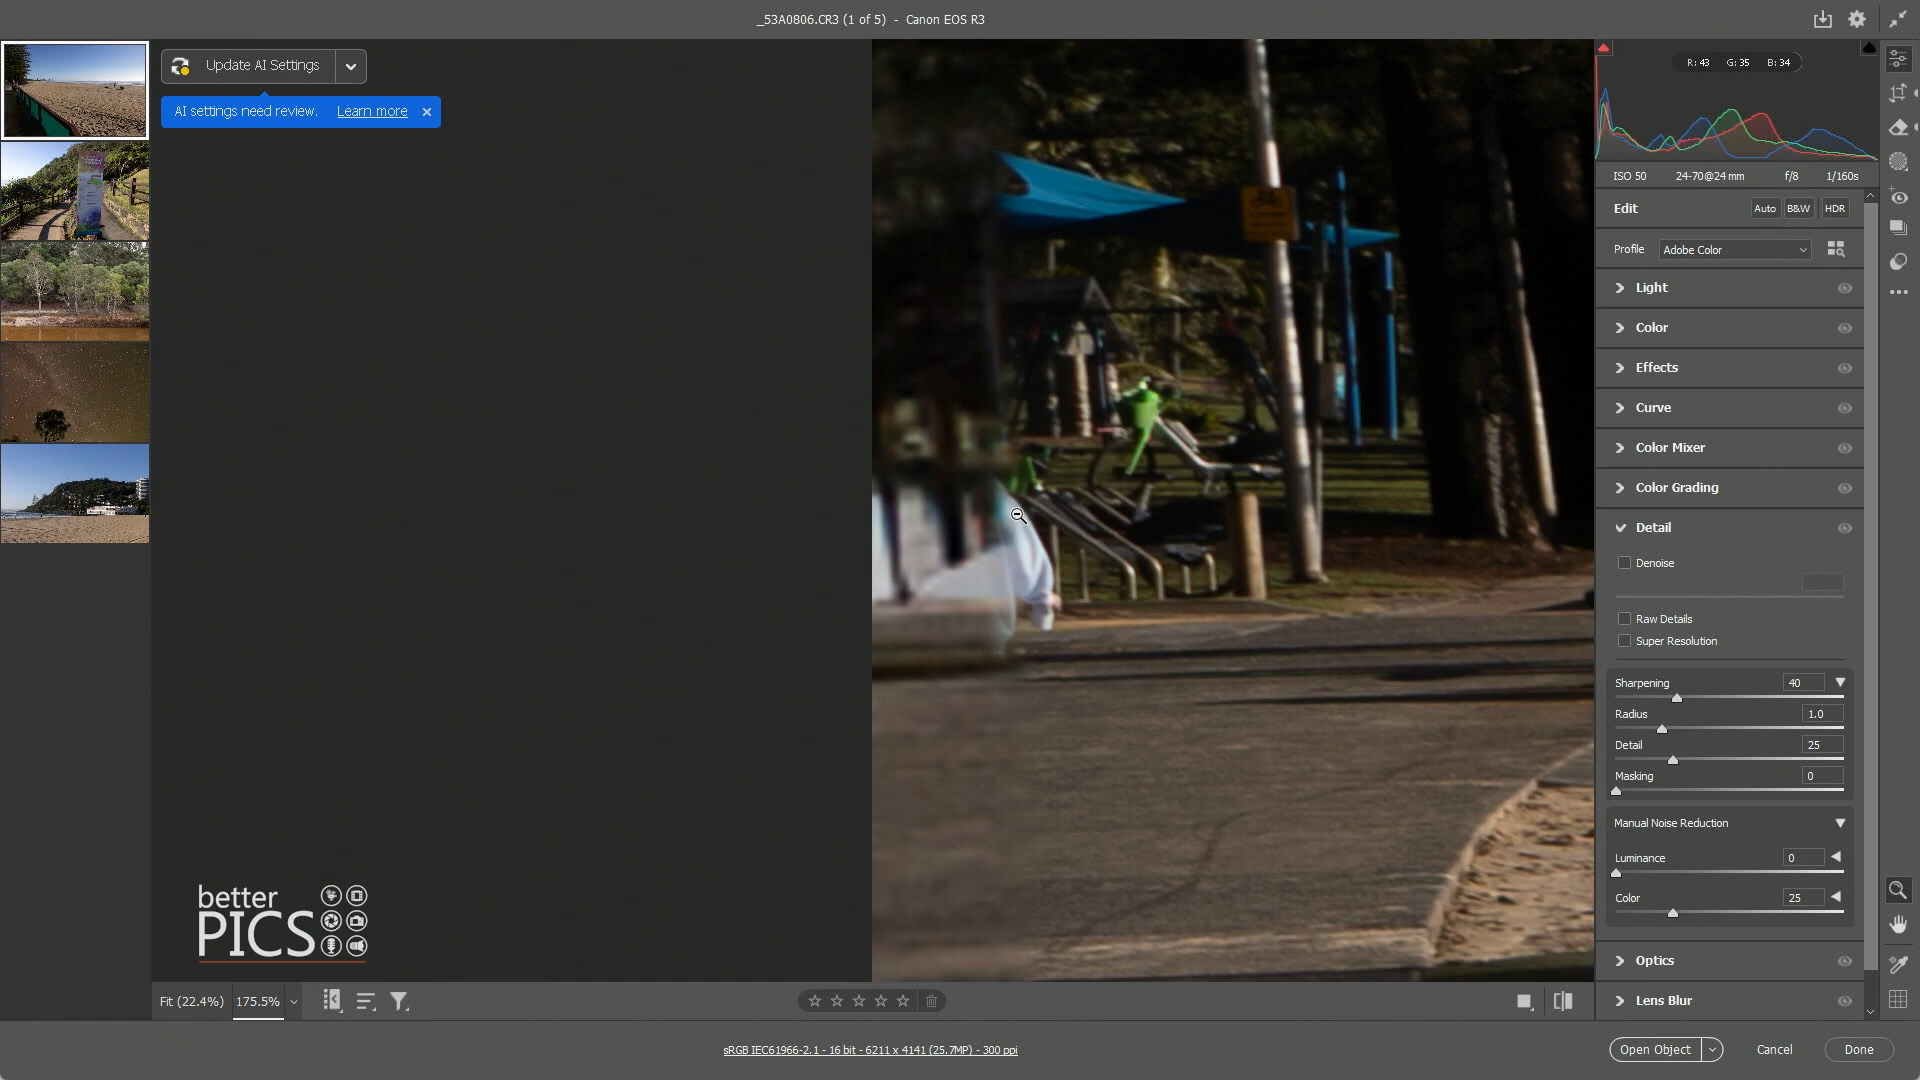 _53A0806.CR3 (1 of 5) - Canon EOS R3
Update AI Settings
AI settings need review. Learn more
R: 43 G: 35 B: 34
ISO 50 24-70@24 mm f/8 1/160s
Edit Auto B&W HDR
Profile Adobe Color
Light
Color
Effects
Curve
Color Mixer
Color Grading
Detail
Denoise
Raw Details
Super Resolution
Sharpening 40
Radius 1.0
Detail 25
Masking 0
Manual Noise Reduction
Luminance 0
Color 25
Optics
Lens Blur
better
PICS
Fit (22.4%) 175.5%
sRGB IEC61966-2.1 - 16 bit - 6211 x 4141 (25.7MP) - 300 ppi
Open Object Cancel Done